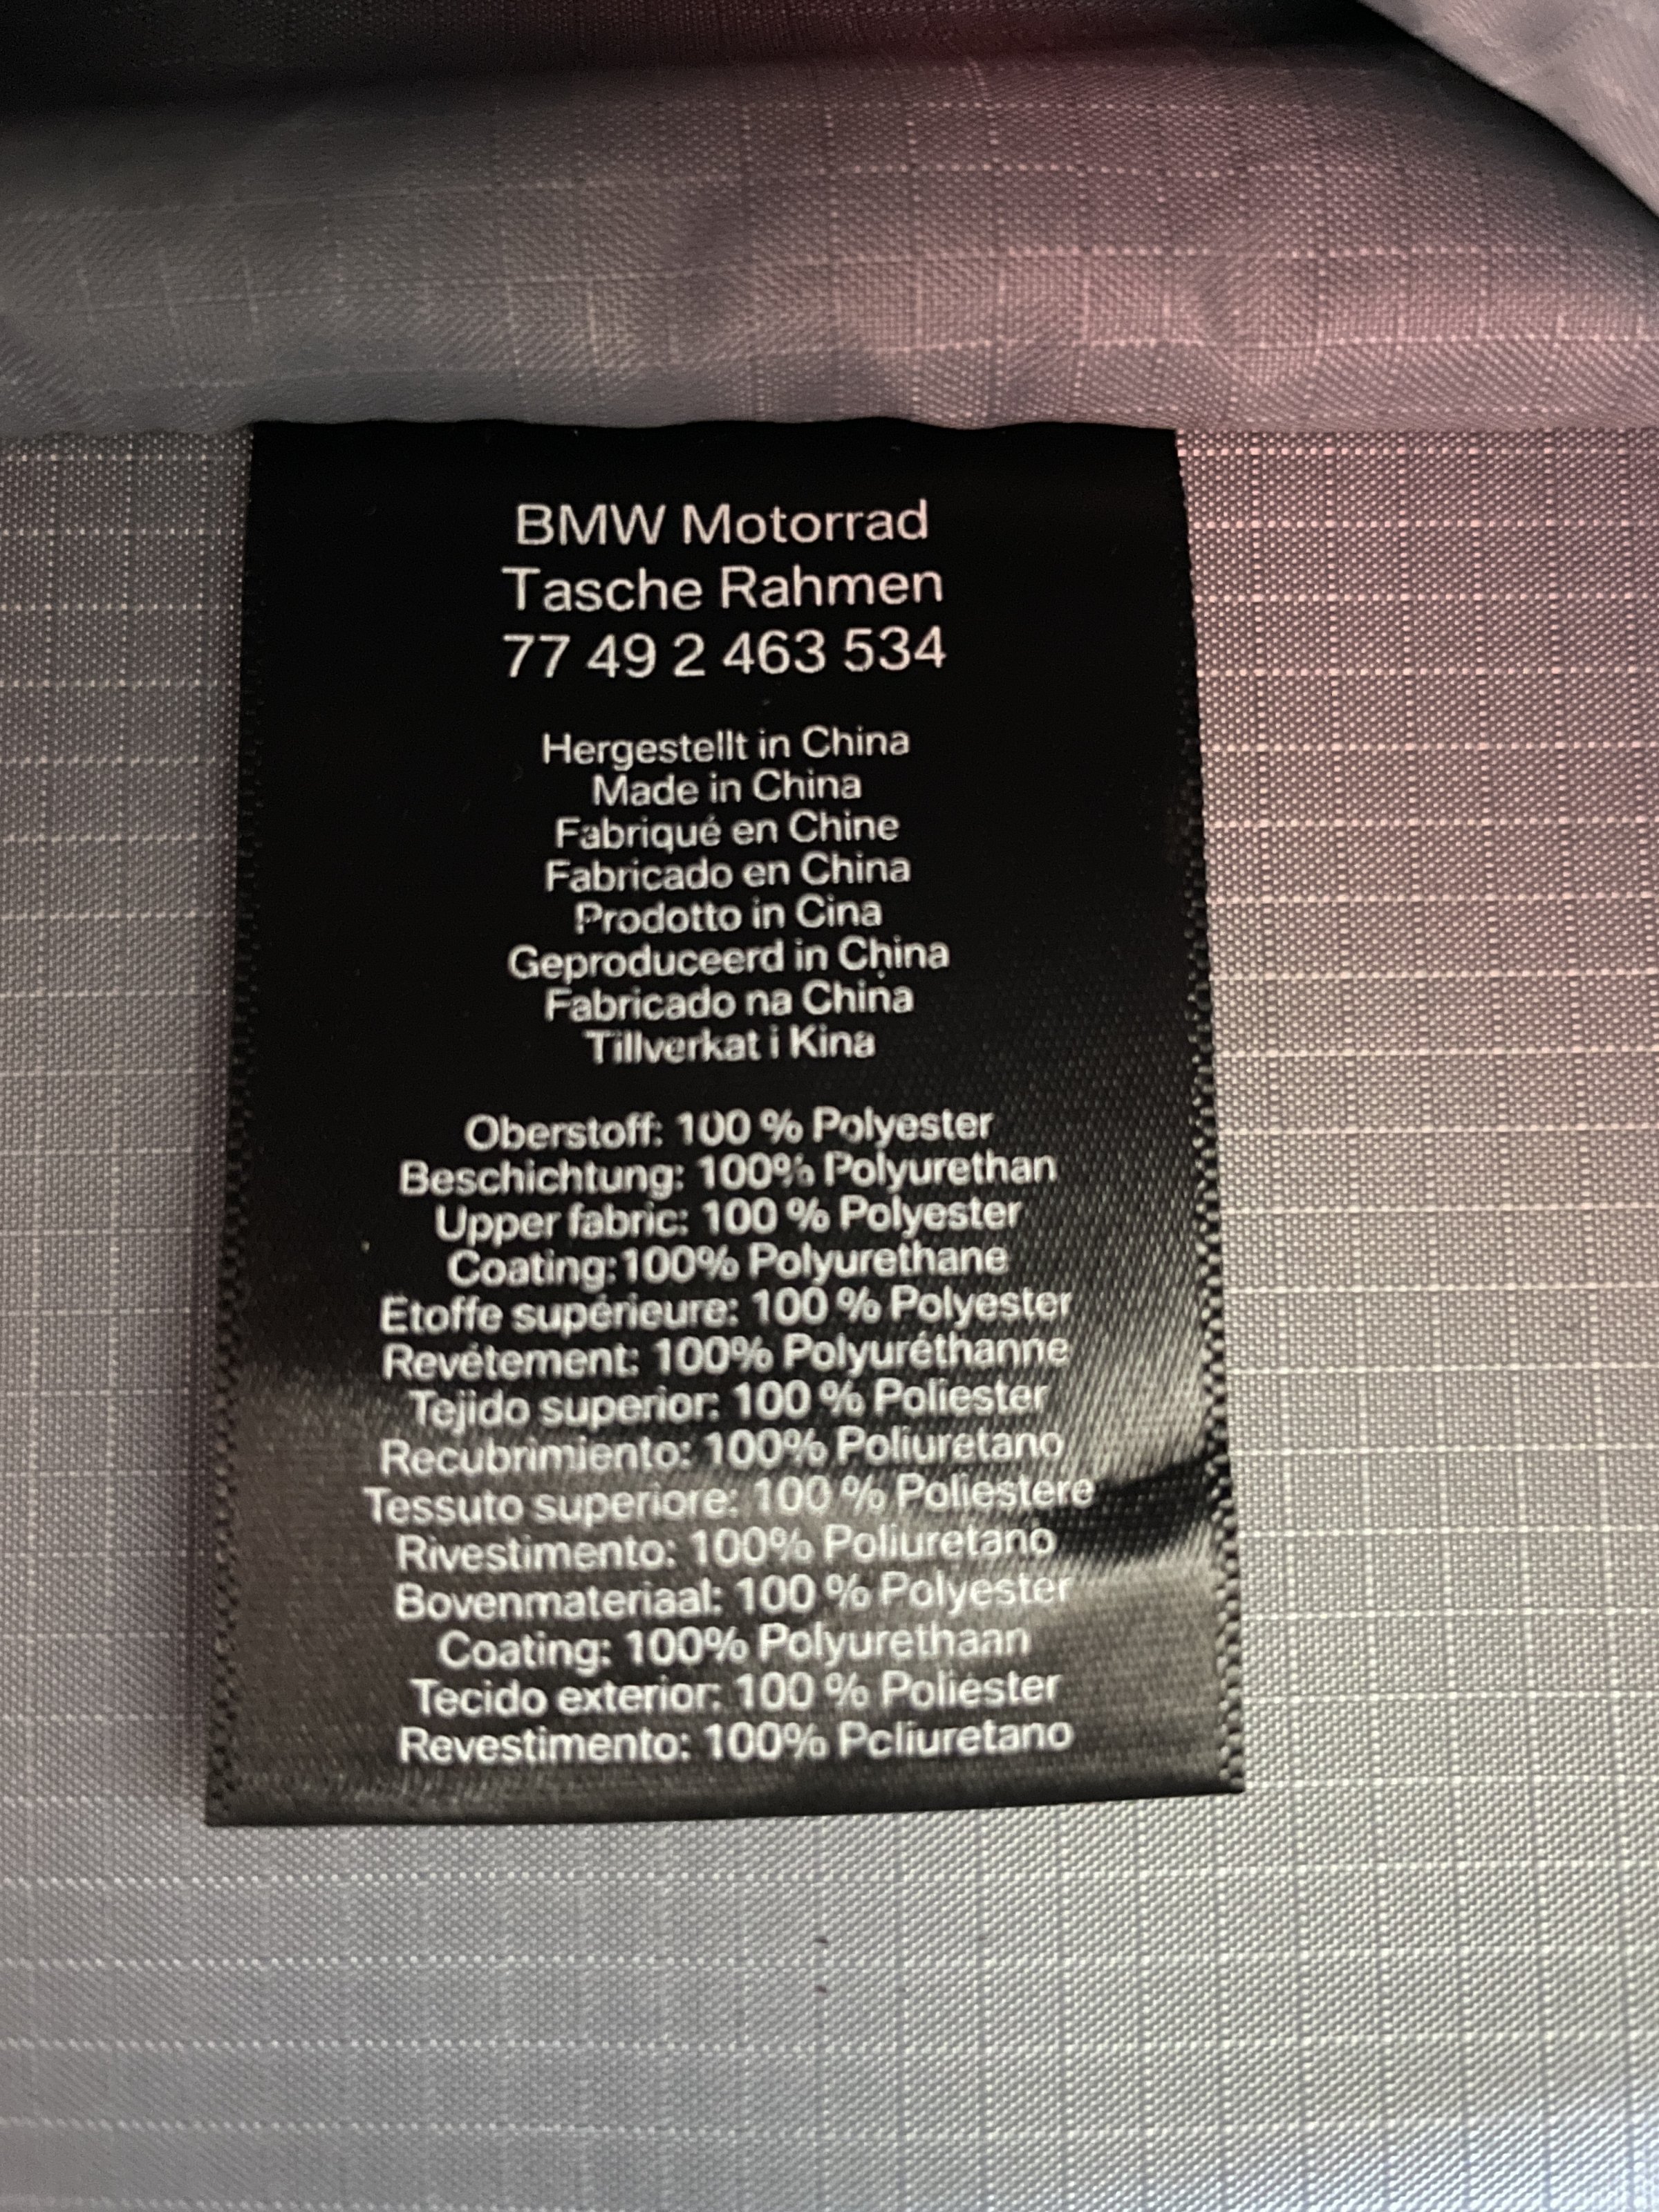 BMW Motorrad
Tasche Rahmen
77 49 2 463 534
Hergestellt in China
Made in China
Fabriqué en Chine
Fabricado en China
Prodotto in Cina
Geproduceerd in China
Fabricado na China
Tillverkat i Kina
Oberstoff: 100 % Polyester
Beschichtung: 100% Polyurethan
Upper fabric: 100 % Polyester
Coating:100% Polyurethane
Étoffe supérieure: 100 % Polyester
Revétement: 100% Polyuréthanne
Tejido superior: 100 % Poliester
Recubrimiento: 100% Poliuretano
Tessuto superiore: 100 % Poliestere
Rivestimento: 100% Poliuretano
Bovenmateriaal: 100 % Polyester
Coating: 100% Polyurethaan
Tecido exterior: 100 % Poliester
Revestimento: 100% Poliuretano